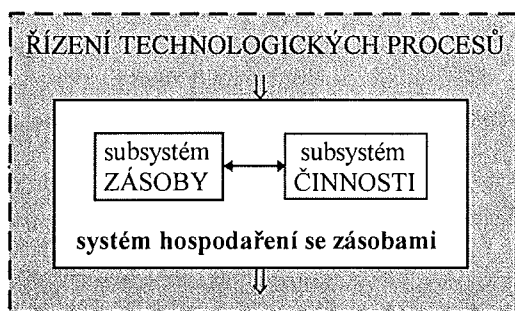 ŘÍZENÍ TECHNOLOGICKÝCH PROCESŮ
subsystém
ZÁSOBY
subsystém
ČINNOSTI
systém hospodaření se zásobami